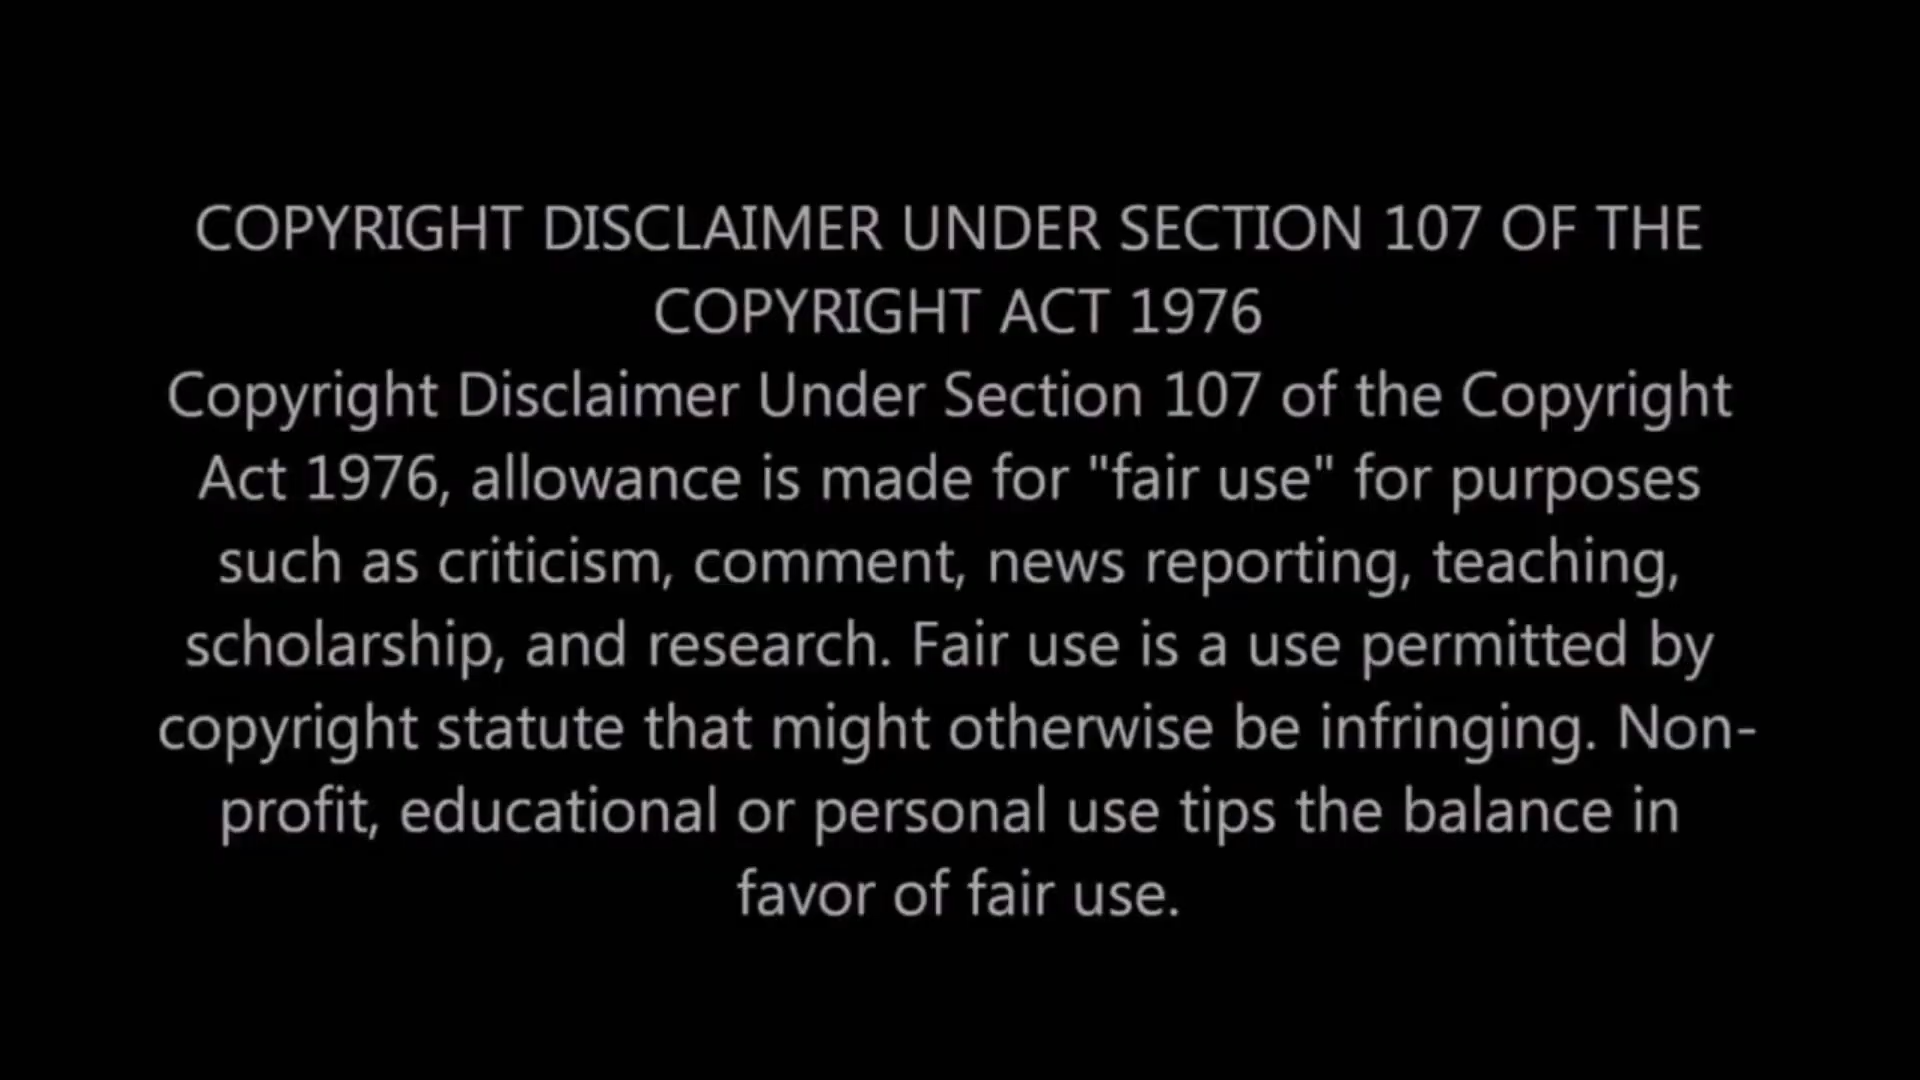 COPYRIGHT DISCLAIMER UNDER SECTION 107 OF THE
COPYRIGHT ACT 1976
Copyright Disclaimer Under Section 107 of the Copyright
Act 1976, allowance is made for "fair use" for purposes
such as criticism, comment, news reporting, teaching,
scholarship, and research. Fair use is a use permitted by
copyright statute that might otherwise be infringing. Non-
profit, educational or personal use tips the balance in
favor of fair use.